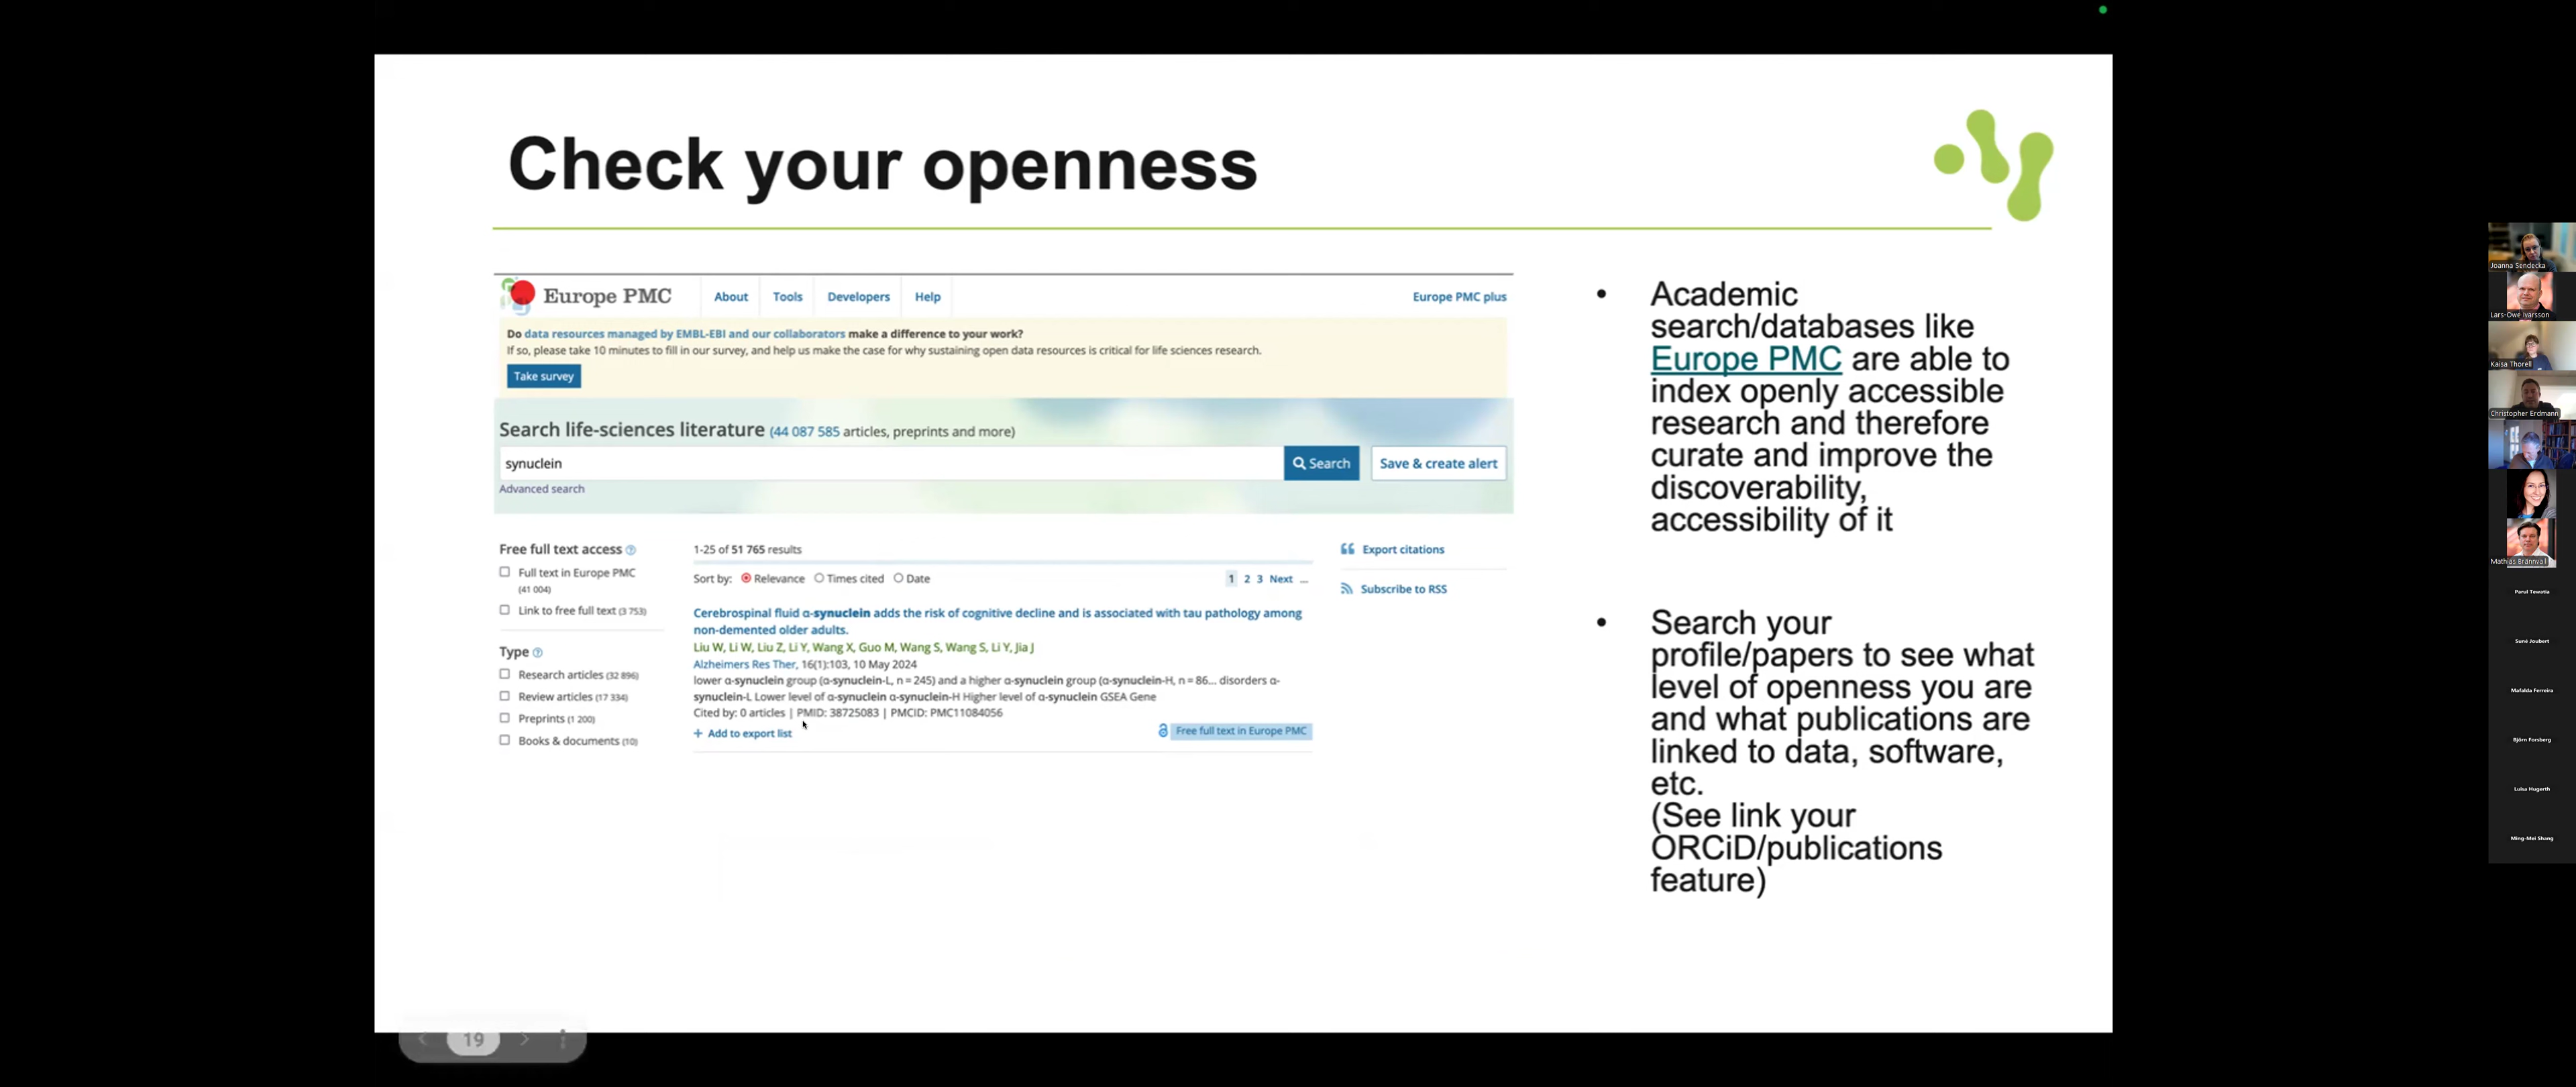 Check your openness
Europe PMC
About
Tools
Developers
Help
Europe PMC plus
Do data resources managed by EMBL-EBI and our collaborators make a difference to your work?
If so, please take 10 minutes to fill in our survey, and help us make the case for why sustaining open data resources is critical for life sciences research.
Take survey
Search life-sciences literature (44 087 585 articles, preprints and more)
synuclein
Search
Save & create alert
Advanced search
Free full text access
Full text in Europe PMC
(41 004)
Link to free full text (3 753)
Type
Research articles (32 896)
Review articles (17 334)
Preprints (1 200)
Books & documents (10)
1-25 of 51 765 results
Sort by: Relevance Times cited Date
1 2 3 Next ...
Cerebrospinal fluid α-synuclein adds the risk of cognitive decline and is associated with tau pathology among
non-demented older adults.
Liu W, Li W, Liu Z, Li Y, Wang X, Guo M, Wang S, Wang S, Li Y, Jia J
Alzheimers Res Ther, 16(1):103, 10 May 2024
lower α-synuclein group (α-synuclein-L, n = 245) and a higher α-synuclein group (α-synuclein-H, n = 86... disorders α-
synuclein-L Lower level of α-synuclein α-synuclein-H Higher level of α-synuclein GSEA Gene
Cited by: 0 articles | PMID: 38725083 | PMCID: PMC11084056
+ Add to export list
Free full text in Europe PMC
Export citations
Subscribe to RSS
• Academic
search/databases like
Europe PMC are able to
index openly accessible
research and therefore
curate and improve the
discoverability,
accessibility of it
• Search your
profile/papers to see what
level of openness you are
and what publications are
linked to data, software,
etc.
(See link your
ORCiD/publications
feature)
19
Joanna Sendecka
Lars-Owe Ivarsson
Kaisa Thorell
Christopher Erdmann
Mathias Brännvall
Parul Tewatia
Suné Joubert
Mafalda Ferreira
Björn Forsberg
Luisa Hugerth
Ming-Mei Shang